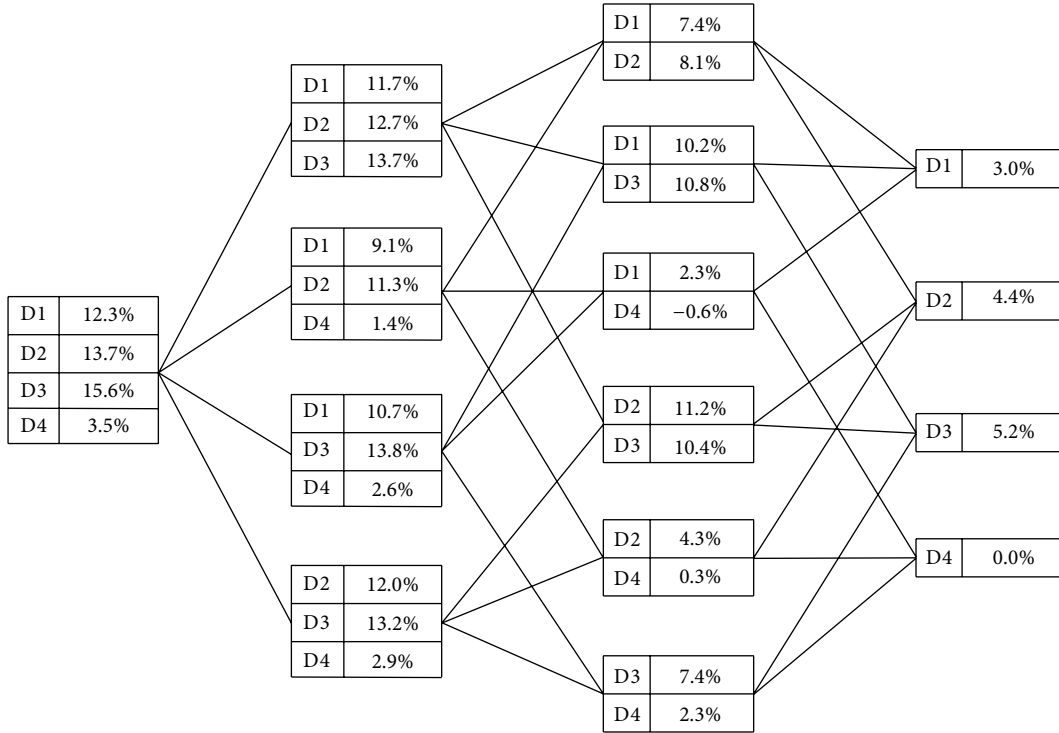 D1 12.3%
D2 13.7%
D3 15.6%
D4 3.5%
D1 11.7%
D2 12.7%
D3 13.7%
D1 9.1%
D2 11.3%
D4 1.4%
D1 10.7%
D3 13.8%
D4 2.6%
D2 12.0%
D3 13.2%
D4 2.9%
D1 7.4%
D2 8.1%
D1 10.2%
D3 10.8%
D1 2.3%
D4 −0.6%
D2 11.2%
D3 10.4%
D2 4.3%
D4 0.3%
D3 7.4%
D4 2.3%
D1 3.0%
D2 4.4%
D3 5.2%
D4 0.0%